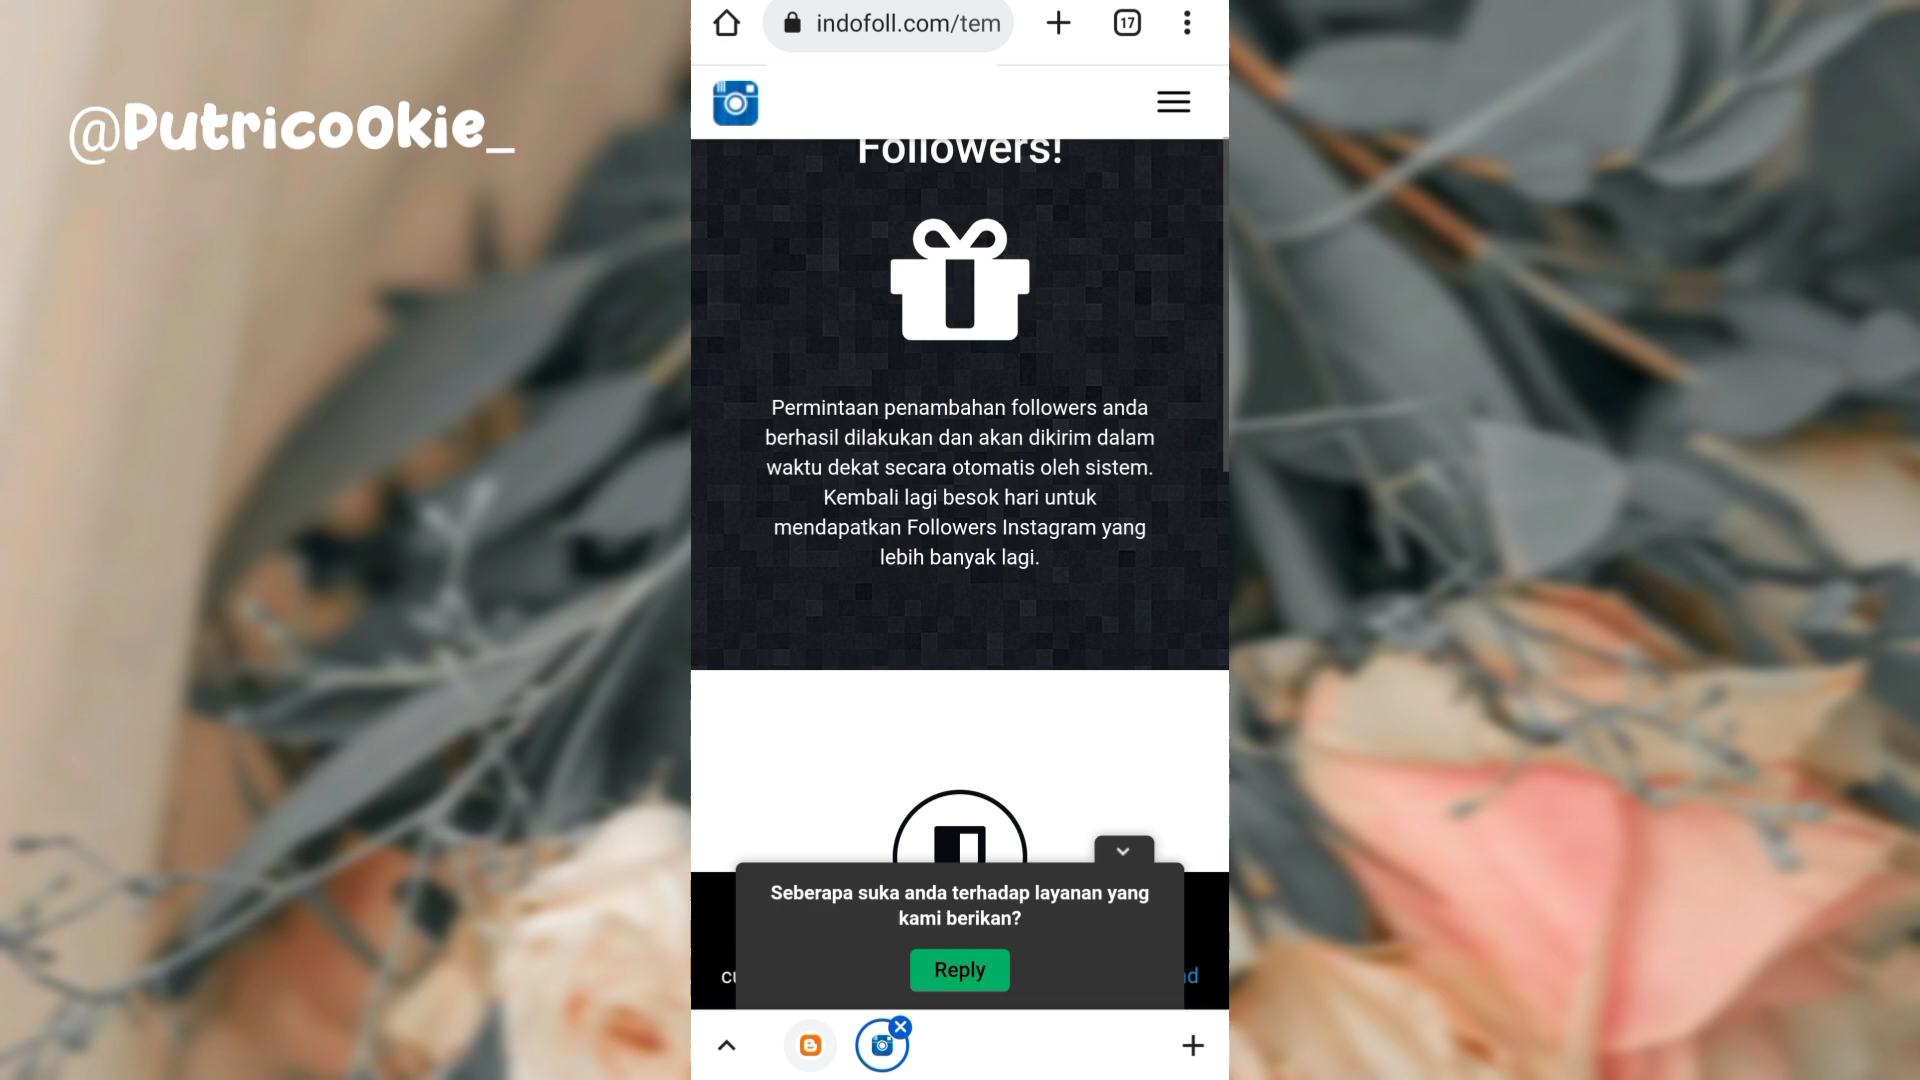 @Putrico0kie_
indofoll.com/tem
17
Followers!
Permintaan penambahan followers anda
berhasil dilakukan dan akan dikirim dalam
waktu dekat secara otomatis oleh sistem.
Kembali lagi besok hari untuk
mendapatkan Followers Instagram yang
lebih banyak lagi.
Seberapa suka anda terhadap layanan yang
kami berikan?
Reply